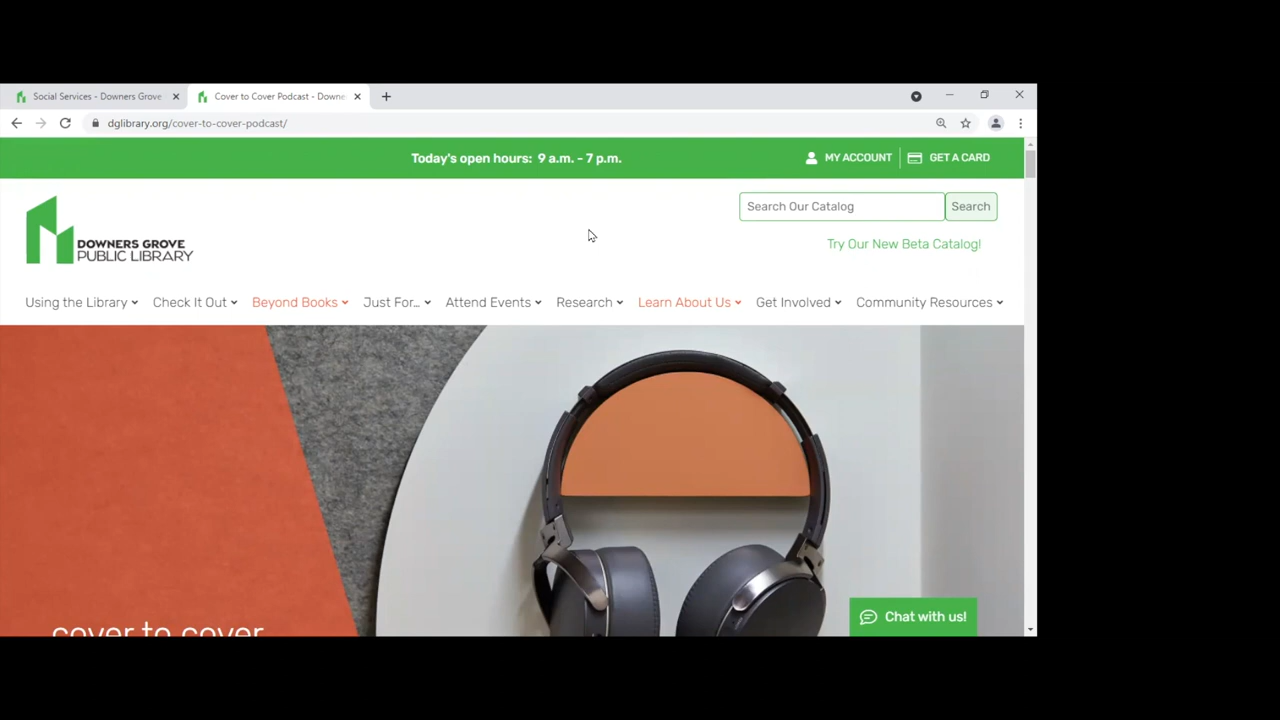 Social Services - Downers Grove
Cover to Cover Podcast - Downe
dglibrary.org/cover-to-cover-podcast/
Today's open hours: 9 a.m. - 7 p.m.
MY ACCOUNT
GET A CARD
DOWNERS GROVE
PUBLIC LIBRARY
Search Our Catalog
Search
Try Our New Beta Catalog!
Using the Library
Check It Out
Beyond Books
Just For...
Attend Events
Research
Learn About Us
Get Involved
Community Resources
cover to cover
Chat with us!